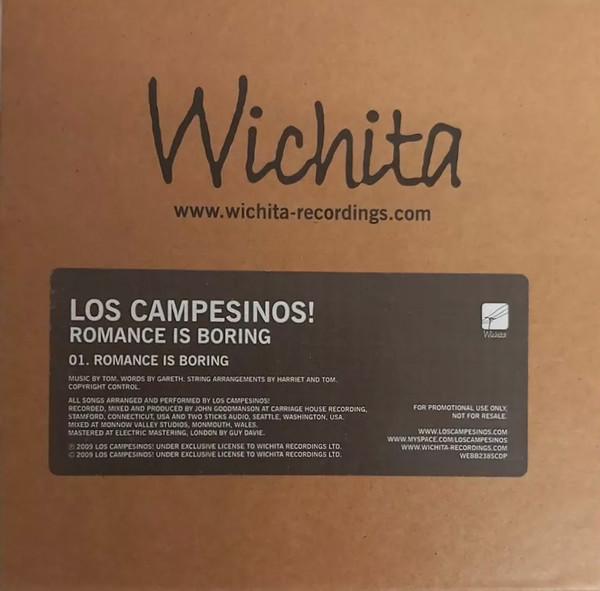 Wichita
www.wichita-recordings.com
LOS CAMPESINOS!
ROMANCE IS BORING
01. ROMANCE IS BORING
MUSIC BY TOM. WORDS BY GARETH. STRING ARRANGEMENTS BY HARRIET AND TOM.
COPYRIGHT CONTROL.
ALL SONGS ARRANGED AND PERFORMED BY LOS CAMPESINOS!
RECORDED, MIXED AND PRODUCED BY JOHN GOODMANSON AT CARRIAGE HOUSE RECORDING,
STAMFORD, CONNECTICUT, USA AND TWO STICKS AUDIO, SEATTLE, WASHINGTON, USA.
MIXED AT MONNOW VALLEY STUDIOS, MONMOUTH, WALES.
MASTERED AT ELECTRIC MASTERING, LONDON BY GUY DAVIE.
℗ 2009 LOS CAMPESINOS! UNDER EXCLUSIVE LICENSE TO WICHITA RECORDINGS LTD.
© 2009 LOS CAMPESINOS! UNDER EXCLUSIVE LICENSE TO WICHITA RECORDINGS LTD.
Wichita
FOR PROMOTIONAL USE ONLY,
NOT FOR RESALE.
WWW.LOSCAMPESINOS.COM
WWW.MYSPACE.COM/LOSCAMPESINOS
WWW.WICHITA-RECORDINGS.COM
WEBB238SCDP